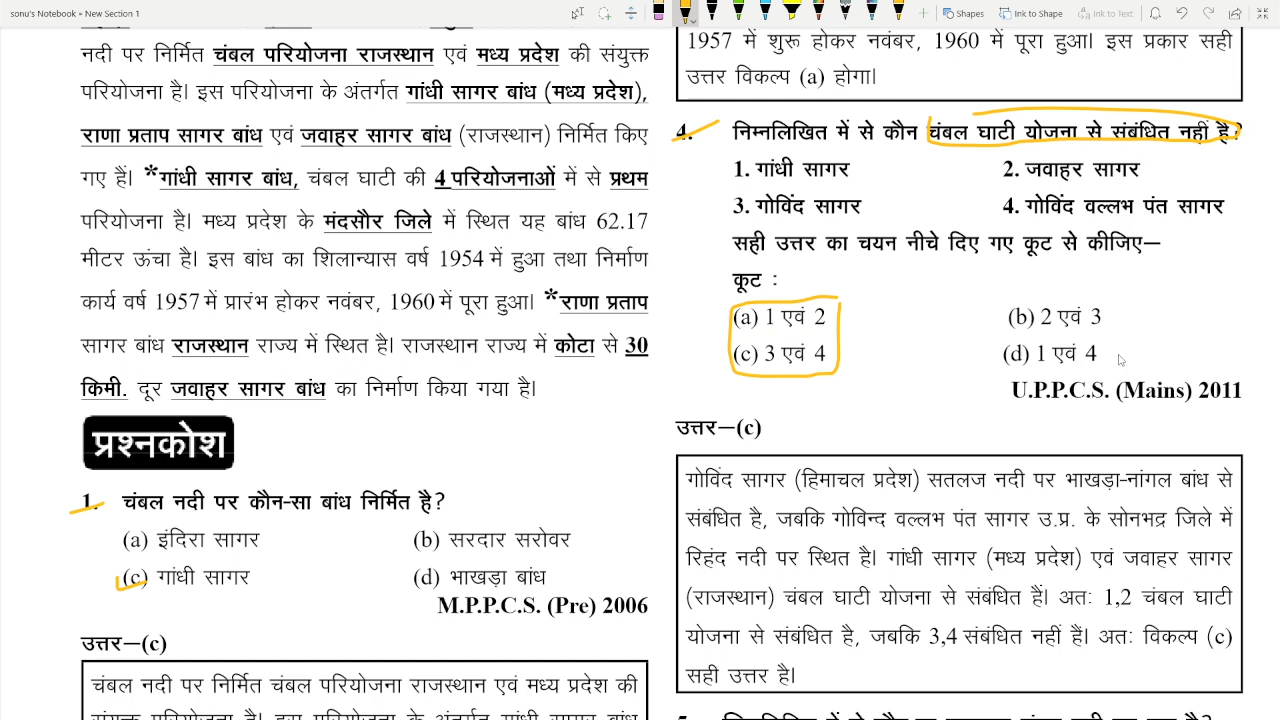 sonu's Notebook » New Section 1
Shapes
Ink to Shape
Ink to Text
नदी पर निर्मित चंबल परियोजना राजस्थान एवं मध्य प्रदेश की संयुक्त
परियोजना है। इस परियोजना के अंतर्गत गांधी सागर बांध (मध्य प्रदेश),
राणा प्रताप सागर बांध एवं जवाहर सागर बांध (राजस्थान) निर्मित किए
गए हैं। *गांधी सागर बांध, चंबल घाटी की 4 परियोजनाओं में से प्रथम
परियोजना है। मध्य प्रदेश के मंदसौर जिले में स्थित यह बांध 62.17
मीटर ऊंचा है। इस बांध का शिलान्यास वर्ष 1954 में हुआ तथा निर्माण
कार्य वर्ष 1957 में प्रारंभ होकर नवंबर, 1960 में पूरा हुआ। *राणा प्रताप
सागर बांध राजस्थान राज्य में स्थित है। राजस्थान राज्य में कोटा से 30
किमी. दूर जवाहर सागर बांध का निर्माण किया गया है।
प्रश्नकोश
1. चंबल नदी पर कौन-सा बांध निर्मित है?
(a) इंदिरा सागर (b) सरदार सरोवर
(c) गांधी सागर (d) भाखड़ा बांध
M.P.P.C.S. (Pre) 2006
उत्तर–(c)
चंबल नदी पर निर्मित चंबल परियोजना राजस्थान एवं मध्य प्रदेश की
संयुक्त परियोजना है। इस परियोजना के अंतर्गत गांधी सागर बांध
1957 में शुरू होकर नवंबर, 1960 में पूरा हुआ। इस प्रकार सही
उत्तर विकल्प (a) होगा।
4. निम्नलिखित में से कौन चंबल घाटी योजना से संबंधित नहीं है?
1. गांधी सागर 2. जवाहर सागर
3. गोविंद सागर 4. गोविंद वल्लभ पंत सागर
सही उत्तर का चयन नीचे दिए गए कूट से कीजिए–
कूट :
(a) 1 एवं 2 (b) 2 एवं 3
(c) 3 एवं 4 (d) 1 एवं 4
U.P.P.C.S. (Mains) 2011
उत्तर–(c)
गोविंद सागर (हिमाचल प्रदेश) सतलज नदी पर भाखड़ा-नांगल बांध से
संबंधित है, जबकि गोविन्द वल्लभ पंत सागर उ.प्र. के सोनभद्र जिले में
रिहंद नदी पर स्थित है। गांधी सागर (मध्य प्रदेश) एवं जवाहर सागर
(राजस्थान) चंबल घाटी योजना से संबंधित हैं। अतः 1,2 चंबल घाटी
योजना से संबंधित है, जबकि 3,4 संबंधित नहीं हैं। अतः विकल्प (c)
सही उत्तर है।